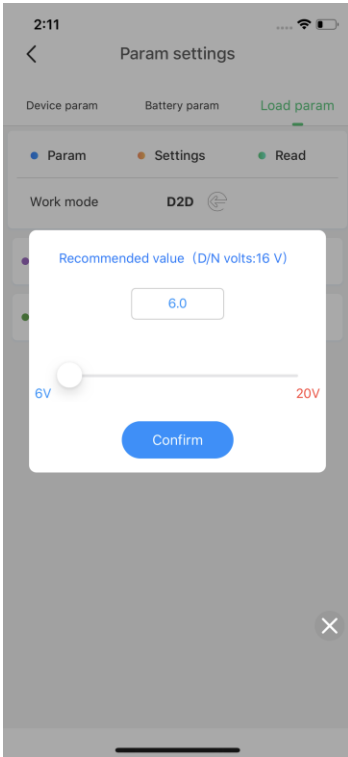 2:11
Param settings
Device param Battery param Load param
Param Settings Read
Work mode D2D
Recommended value（D/N volts:16 V）
6.0
6V 20V
Confirm